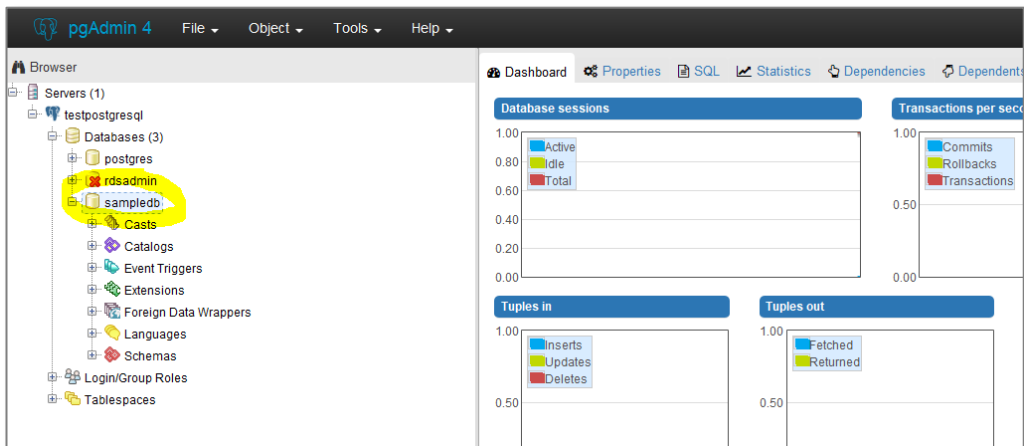 pgAdmin 4 File Object Tools Help
Browser
Servers (1)
testpostgresql
Databases (3)
postgres
rdsadmin
sampledb
Casts
Catalogs
Event Triggers
Extensions
Foreign Data Wrappers
Languages
Schemas
Login/Group Roles
Tablespaces
Dashboard Properties SQL Statistics Dependencies Dependents
Database sessions
1.00
0.80
0.60
0.40
0.20
0.00
Active
Idle
Total
Transactions per seco
1.00
0.50
0.00
Commits
Rollbacks
Transactions
Tuples in
1.00
0.50
Inserts
Updates
Deletes
Tuples out
1.00
0.50
Fetched
Returned